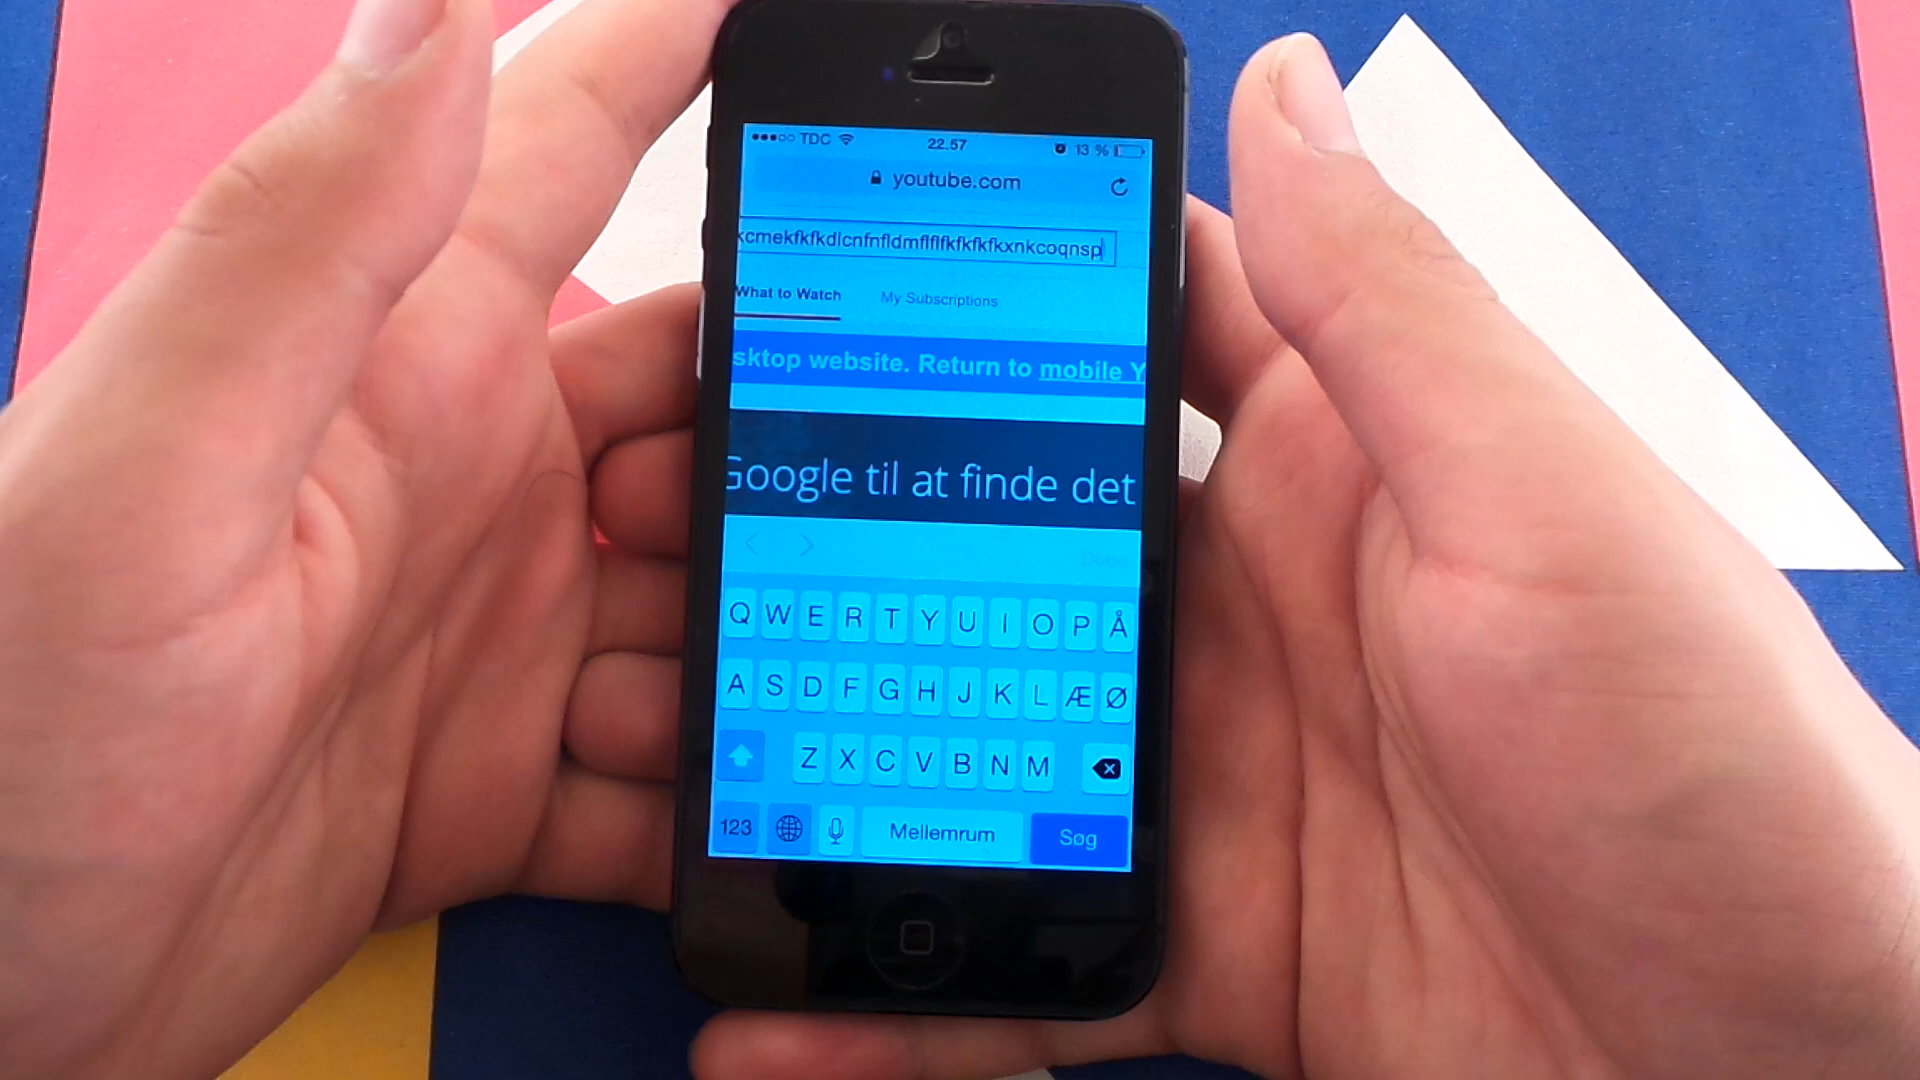 TDC 22.57 13 %
youtube.com
kcmekfkfkdlcnfnfldmflflfkfkfkfkxnkcoqnsp
What to Watch My Subscriptions
sktop website. Return to mobile Y
Google til at finde det
Done
Q W E R T Y U I O P Å
A S D F G H J K L Æ Ø
Z X C V B N M
123 Mellemrum Søg